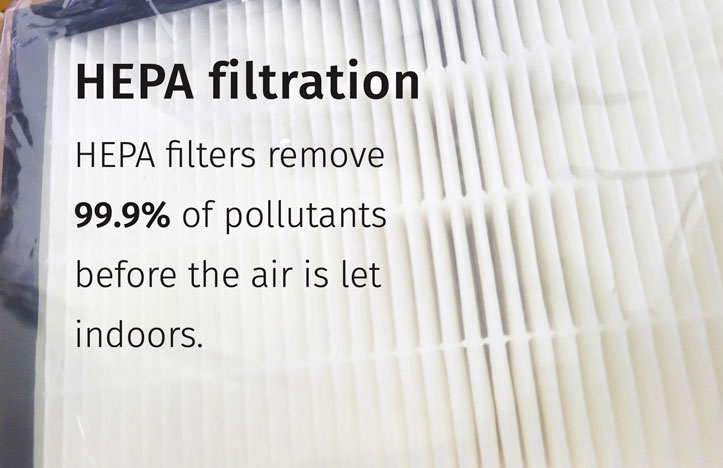 HEPA filtration
HEPA filters remove
99.9% of pollutants
before the air is let
indoors.